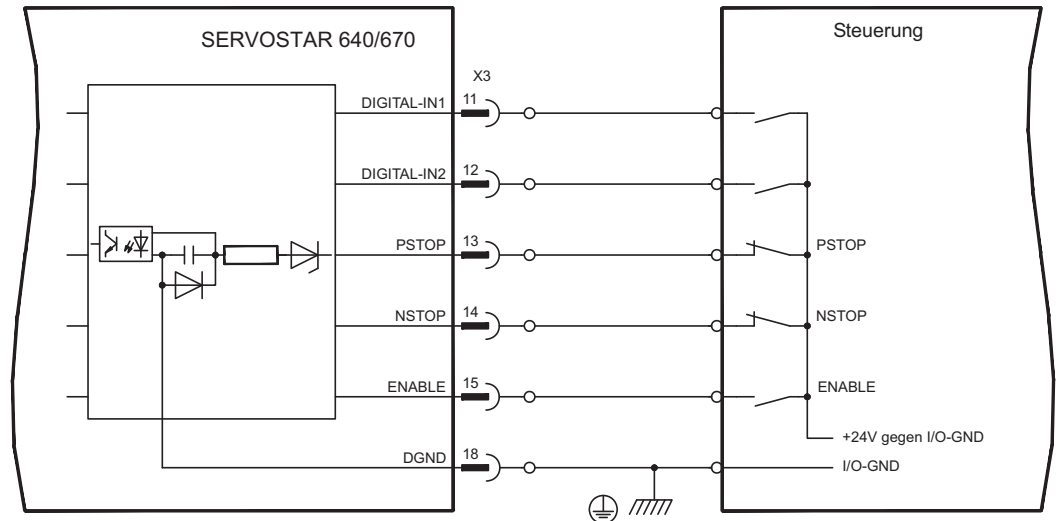 SERVOSTAR 640/670
Steuerung
X3
DIGITAL-IN1
11
DIGITAL-IN2
12
PSTOP
13
PSTOP
NSTOP
14
NSTOP
ENABLE
15
ENABLE
+24V gegen I/O-GND
DGND
18
I/O-GND